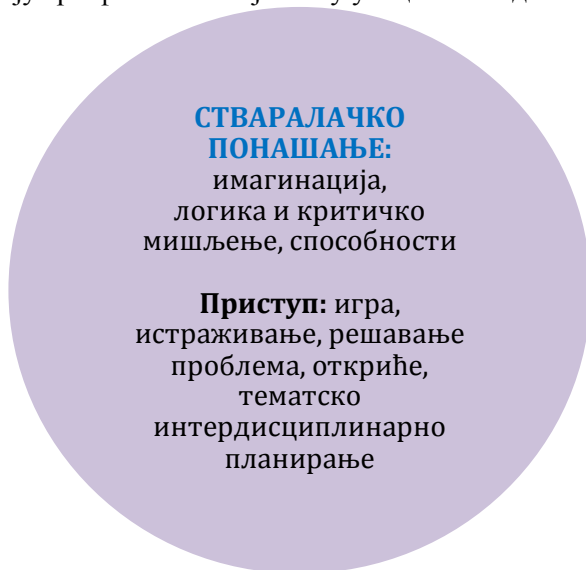 СТВАРАЛАЧКО
ПОНАШАЊЕ:
имагинација,
логика и критичко
мишљење, способности
Приступ: игра,
истраживање, решавање
проблема, откриће,
тематско
интердисциплинарно
планирање